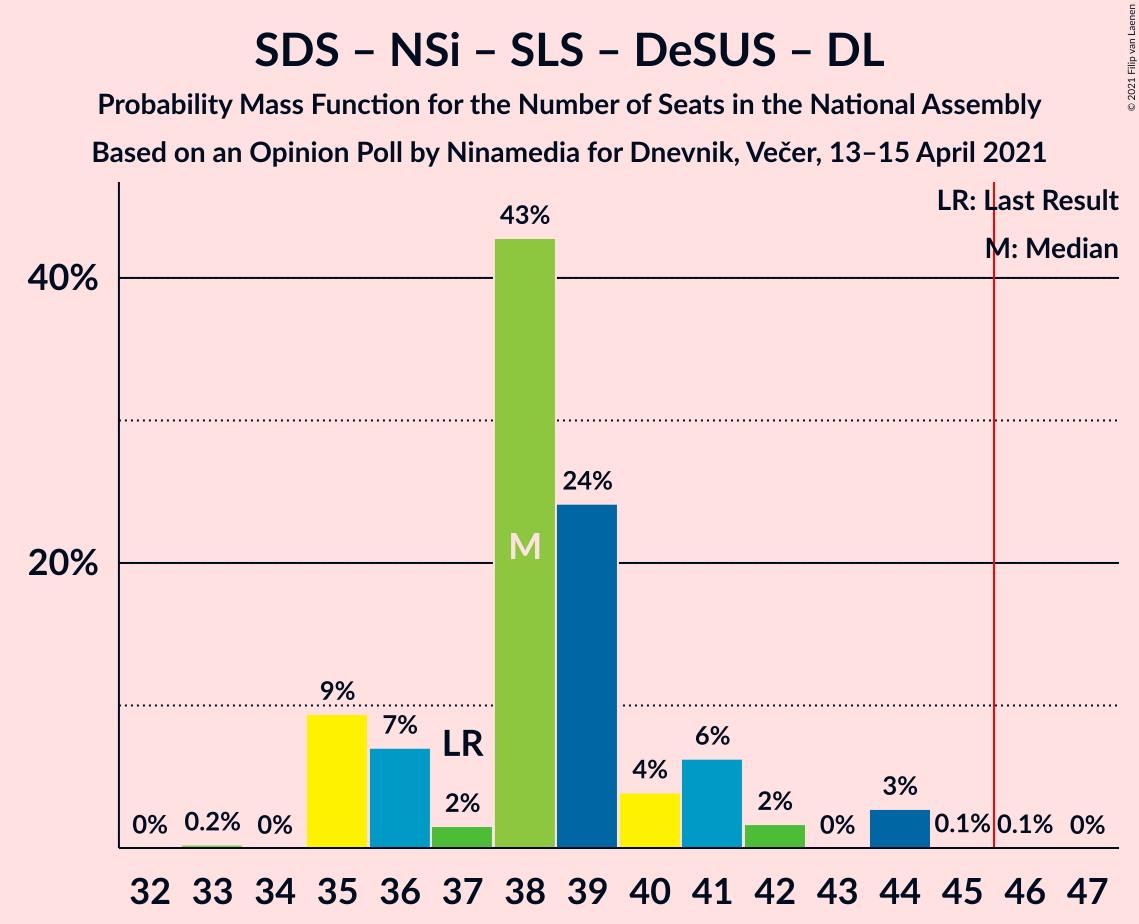 SDS – NSi – SLS – DeSUS – DL
Probability Mass Function for the Number of Seats in the National Assembly
Based on an Opinion Poll by Ninamedia for Dnevnik, Večer, 13–15 April 2021
© 2021 Filip van Laenen
LR: Last Result
M: Median
40%
20%
0%
0.2%
0%
9%
7%
LR
2%
43%
M
24%
4%
6%
2%
0%
3%
0.1%
0.1%
0%
32 33 34 35 36 37 38 39 40 41 42 43 44 45 46 47